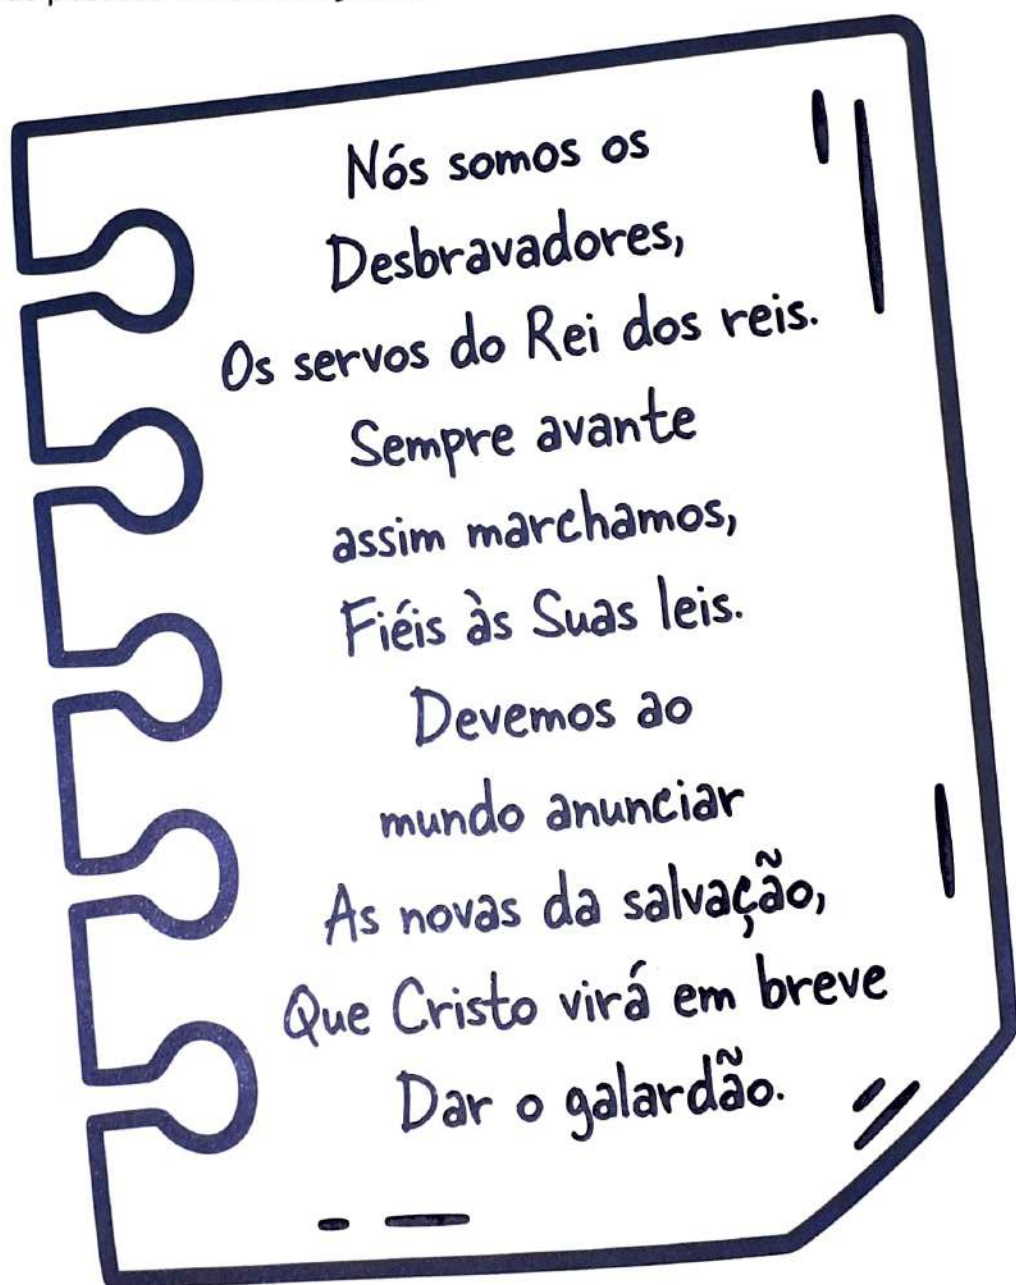 Nós somos os
Desbravadores,
Os servos do Rei dos reis.
Sempre avante
assim marchamos,
Fiéis às Suas leis.
Devemos ao
mundo anunciar
As novas da salvação,
Que Cristo virá em breve
Dar o galardão.